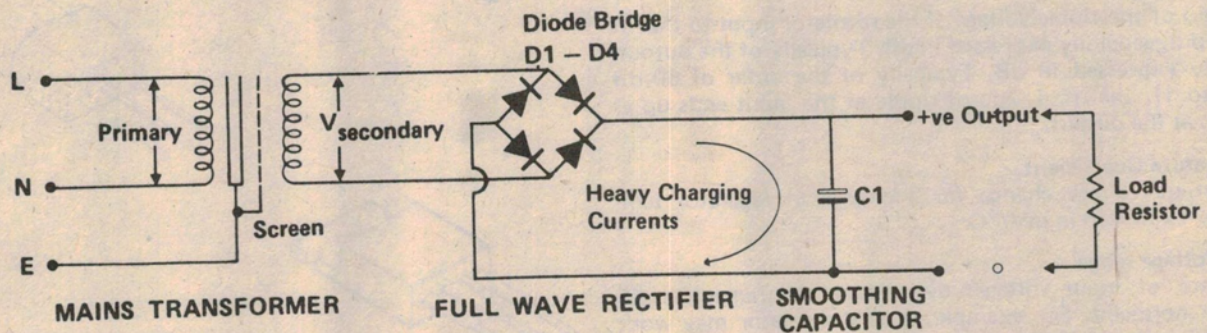 Diode Bridge
D1 – D4
L
Primary
V secondary
+ve Output
N
Heavy Charging
Currents
C1
Load
Resistor
Screen
E
MAINS TRANSFORMER
FULL WAVE RECTIFIER
SMOOTHING
CAPACITOR